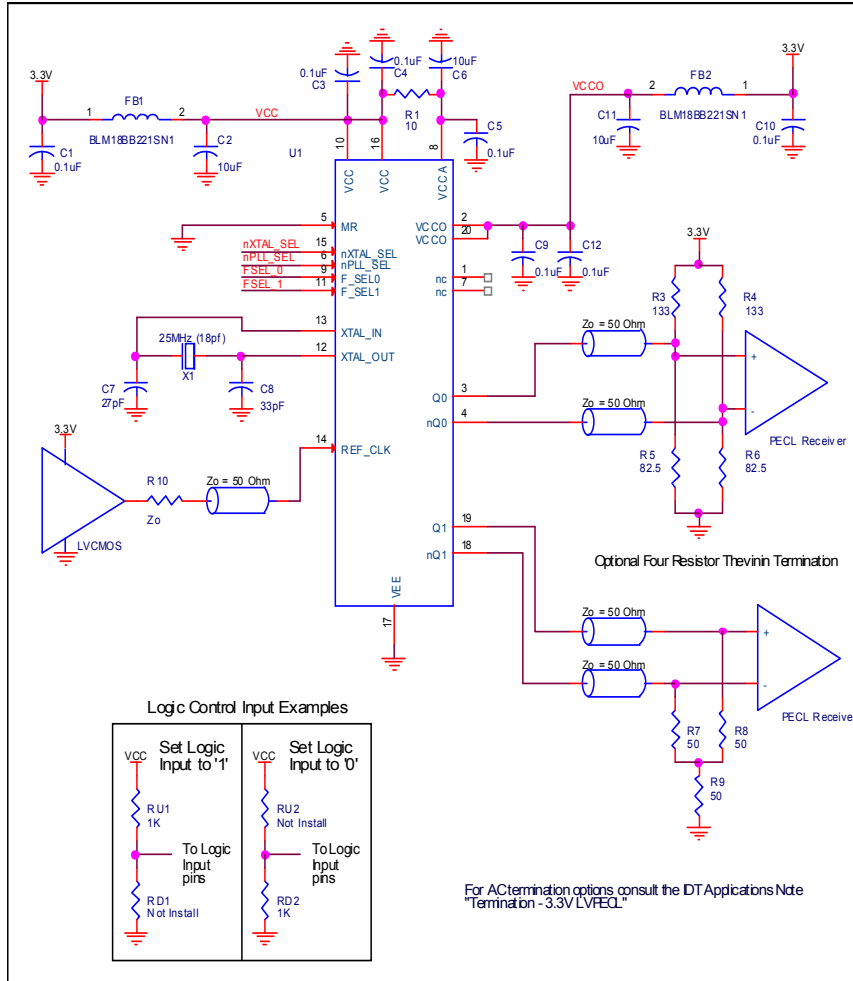 3.3V
FB1
1
2
BLM18BB221SN1
C1
0.1uF
C2
10uF
VCC
0.1uF
C3
0.1uF
C4
10uF
C6
R1
10
C5
0.1uF
VCCO
3.3V
FB2
2
1
BLM18BB221SN1
C11
10uF
C10
0.1uF
U1
10
16
8
VCC
VCC
VCCA
5
MR
nXTAL_SEL
15
nXTAL_SEL
nPLL_SEL
6
nPLL_SEL
FSEL_0
9
F_SEL0
FSEL_1
11
F_SEL1
13
XTAL_IN
12
XTAL_OUT
25MHz (18pf)
X1
C7
27pF
C8
33pF
VCCO
2
VCCO
20
C9
0.1uF
C12
0.1uF
nc
1
nc
7
3.3V
R3
133
R4
133
Zo = 50 Ohm
Q0
3
nQ0
4
Zo = 50 Ohm
+
-
PECL Receiver
R5
82.5
R6
82.5
3.3V
LVCMOS
R10
Zo
Zo = 50 Ohm
14
REF_CLK
Q1
19
nQ1
18
VEE
17
Optional Four Resistor Thevinin Termination
Zo = 50 Ohm
Zo = 50 Ohm
+
-
PECL Receiver
R7
50
R8
50
R9
50
Logic Control Input Examples
Set Logic
Input to '1'
VCC
RU1
1K
To Logic
Input
pins
RD1
Not Install
Set Logic
Input to '0'
VCC
RU2
Not Install
To Logic
Input
pins
RD2
1K
For AC termination options consult the IDT Applications Note
"Termination - 3.3V LVPECL"